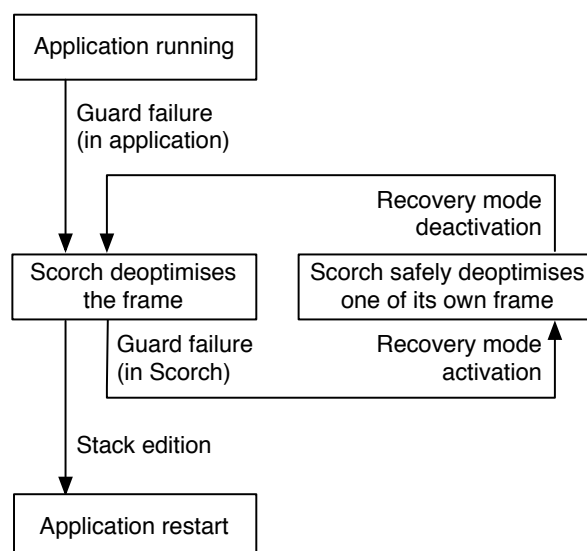 Application running
Guard failure
(in application)
Recovery mode
deactivation
Scorch deoptimises
the frame
Scorch safely deoptimises
one of its own frame
Guard failure
(in Scorch)
Recovery mode
activation
Stack edition
Application restart